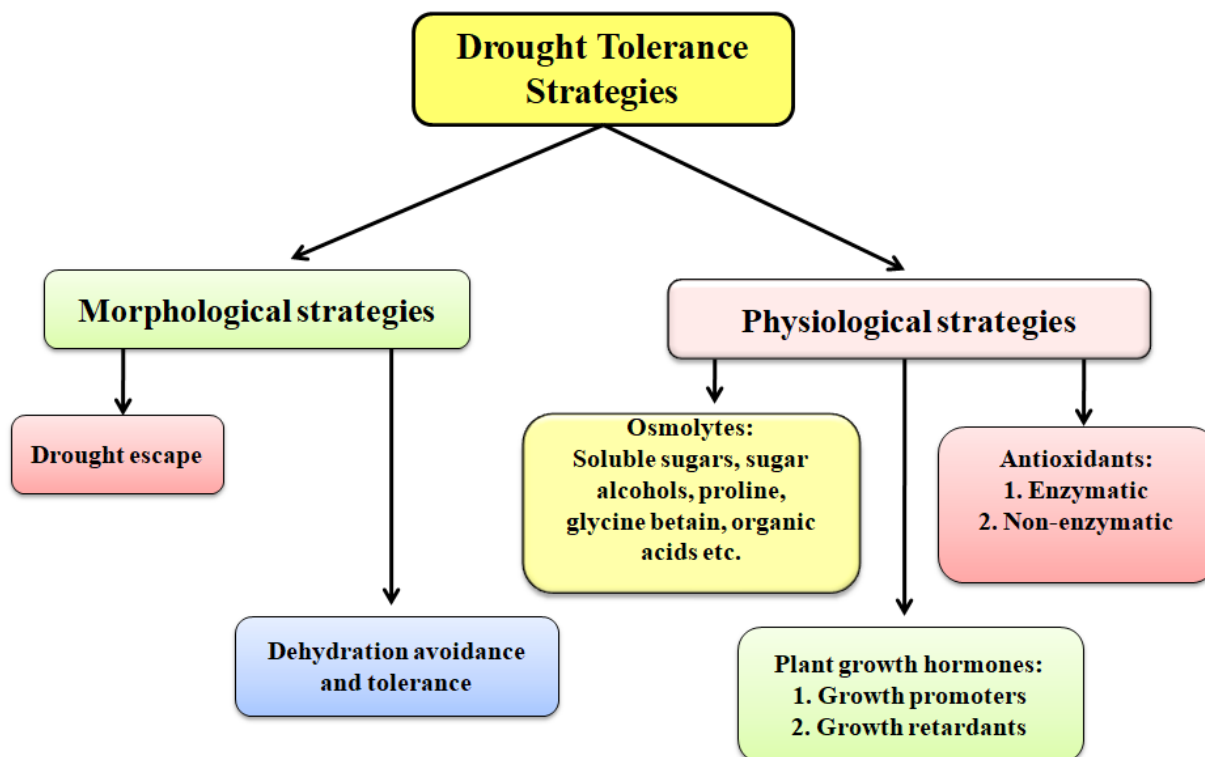 Drought Tolerance
Strategies
Morphological strategies
Physiological strategies
Drought escape
Osmolytes:
Soluble sugars, sugar
alcohols, proline,
glycine betain, organic
acids etc.
Antioxidants:
1. Enzymatic
2. Non-enzymatic
Dehydration avoidance
and tolerance
Plant growth hormones:
1. Growth promoters
2. Growth retardants